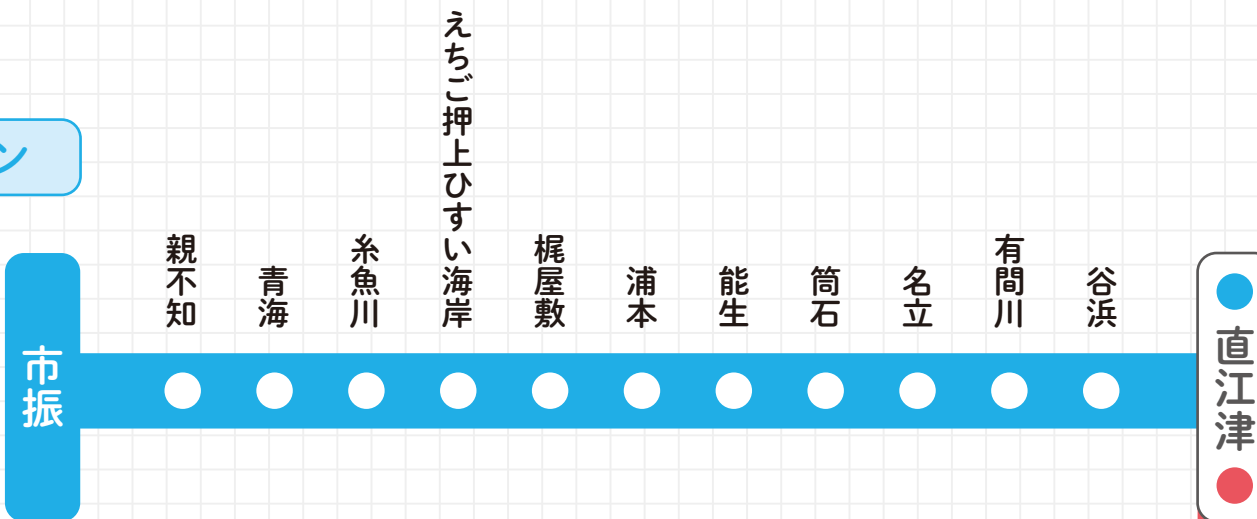 ン
市振
親不知
青海
糸魚川
えちご押上ひすい海岸
梶屋敷
浦本
能生
筒石
名立
有間川
谷浜
直江津